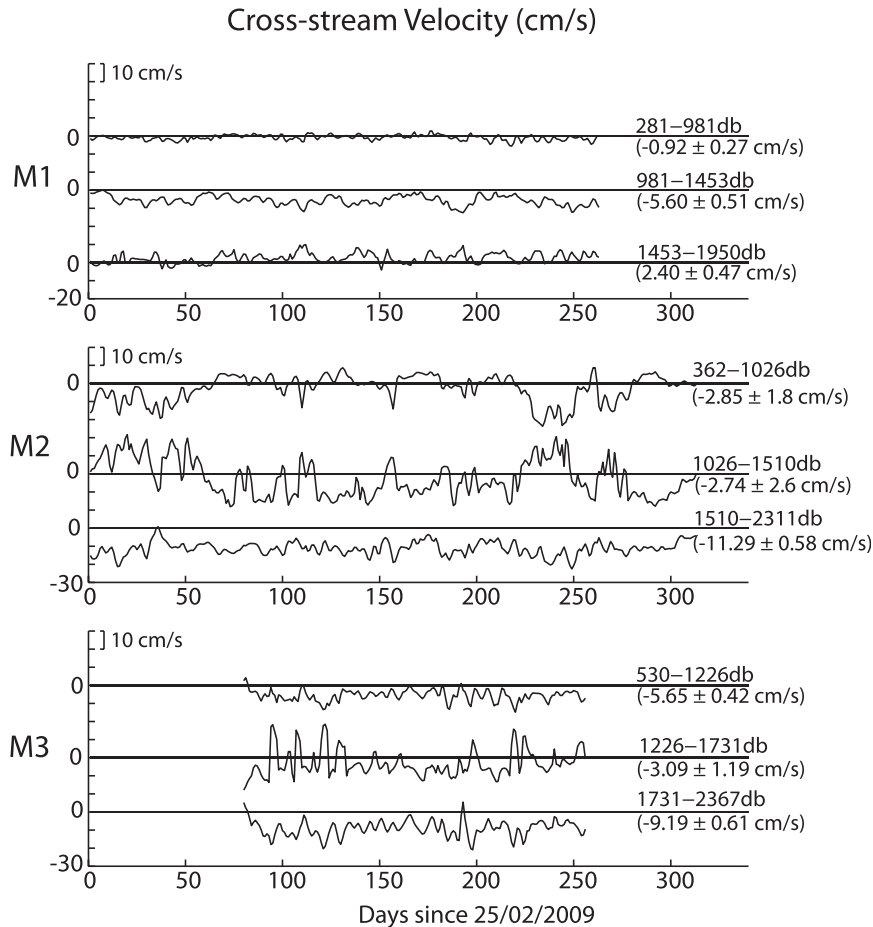 Cross-stream Velocity (cm/s)
10 cm/s
0
281−981db
(-0.92 ± 0.27 cm/s)
M1
0
981−1453db
(-5.60 ± 0.51 cm/s)
0
1453−1950db
(2.40 ± 0.47 cm/s)
-20
0 50 100 150 200 250 300
10 cm/s
0
362−1026db
(-2.85 ± 1.8 cm/s)
M2
0
1026−1510db
(-2.74 ± 2.6 cm/s)
0
1510−2311db
(-11.29 ± 0.58 cm/s)
-30
0 50 100 150 200 250 300
10 cm/s
0
530−1226db
(-5.65 ± 0.42 cm/s)
M3
0
1226−1731db
(-3.09 ± 1.19 cm/s)
0
1731−2367db
(-9.19 ± 0.61 cm/s)
-30
0 50 100 150 200 250 300
Days since 25/02/2009